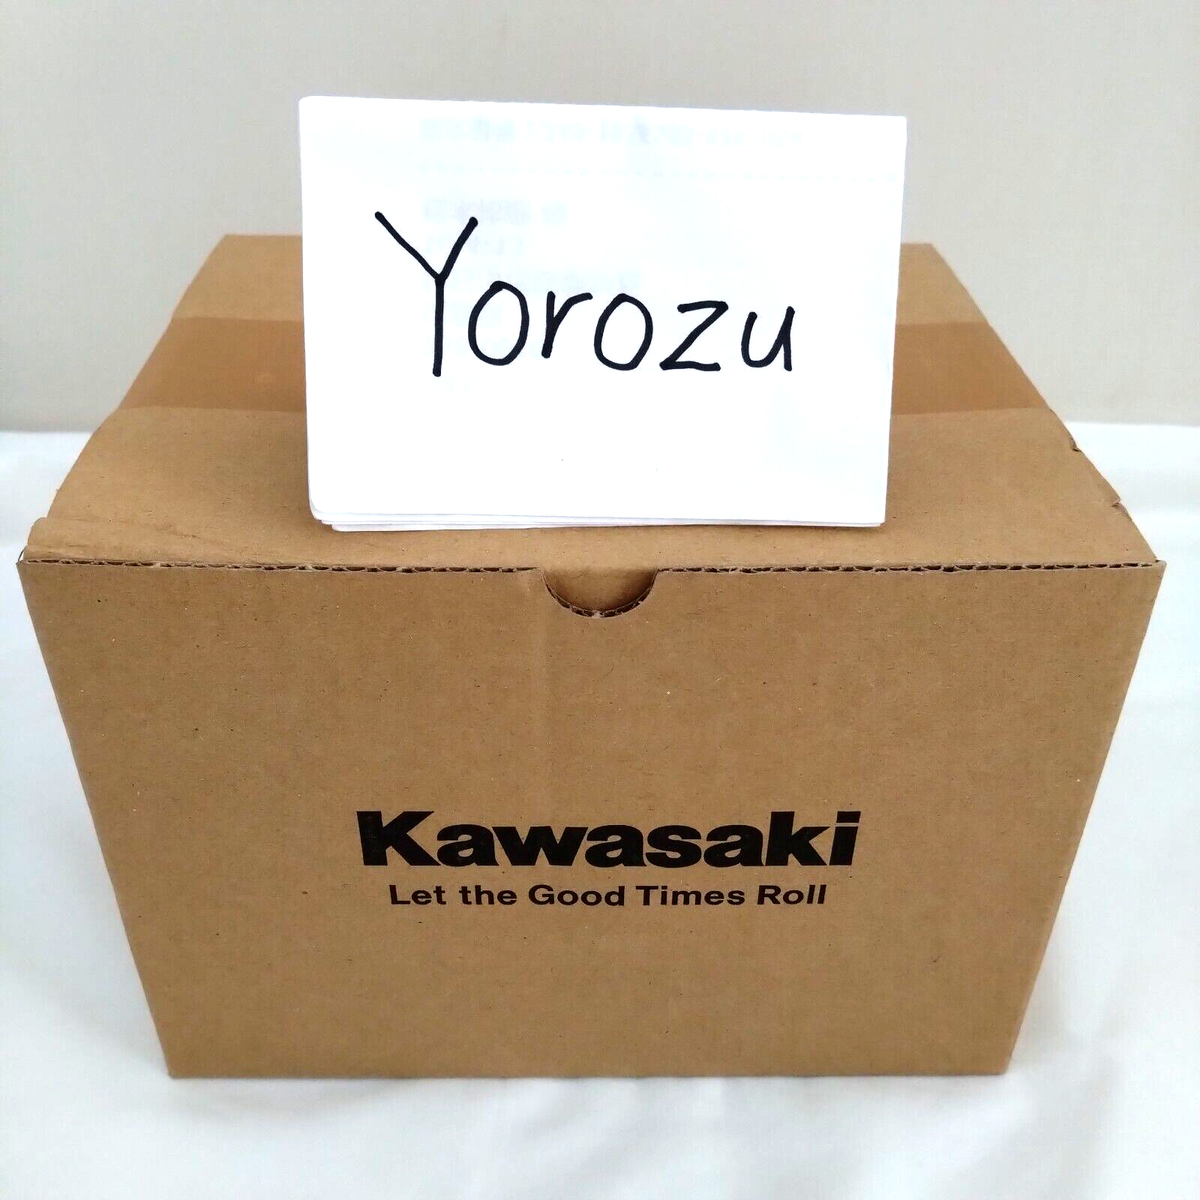 Yorozu
Kawasaki
Let the Good Times Roll